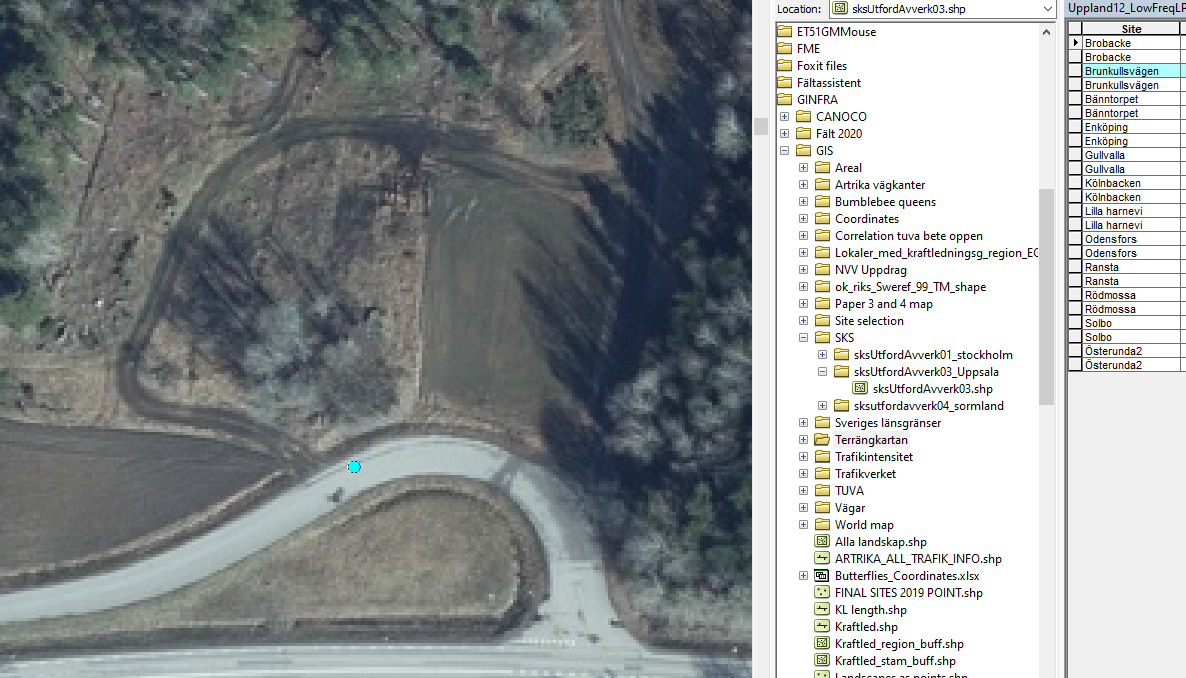 Location: sksUtfordAvverk03.shp
ET51GMMouse
FME
Foxit files
Fältassistent
GINFRA
CANOCO
Fält 2020
GIS
Areal
Artrika vägkanter
Bumblebee queens
Coordinates
Correlation tuva bete oppen
Lokaler_med_kraftledningsg_region_EG
NVV Uppdrag
ok_riks_Sweref_99_TM_shape
Paper 3 and 4 map
Site selection
SKS
sksUtfordAvverk01_stockholm
sksUtfordAvverk03_Uppsala
sksUtfordAvverk03.shp
sksutfordavverk04_sormland
Sveriges länsgränser
Terrängkartan
Trafikintensitet
Trafikverket
TUVA
Vägar
World map
Alla landskap.shp
ARTRIKA_ALL_TRAFIK_INFO.shp
Butterflies_Coordinates.xlsx
FINAL SITES 2019 POINT.shp
KL length.shp
Kraftled.shp
Kraftled_region_buff.shp
Kraftled_stam_buff.shp
Landscapes as points.shp
Uppland12_LowFreqLP
Site
Brobacke
Brobacke
Brunkullsvägen
Brunkullsvägen
Bänntorpet
Bänntorpet
Enköping
Enköping
Gullvalla
Gullvalla
Kölnbacken
Kölnbacken
Lilla harnevi
Lilla harnevi
Odensfors
Odensfors
Ransta
Ransta
Rödmossa
Rödmossa
Solbo
Solbo
Österunda2
Österunda2